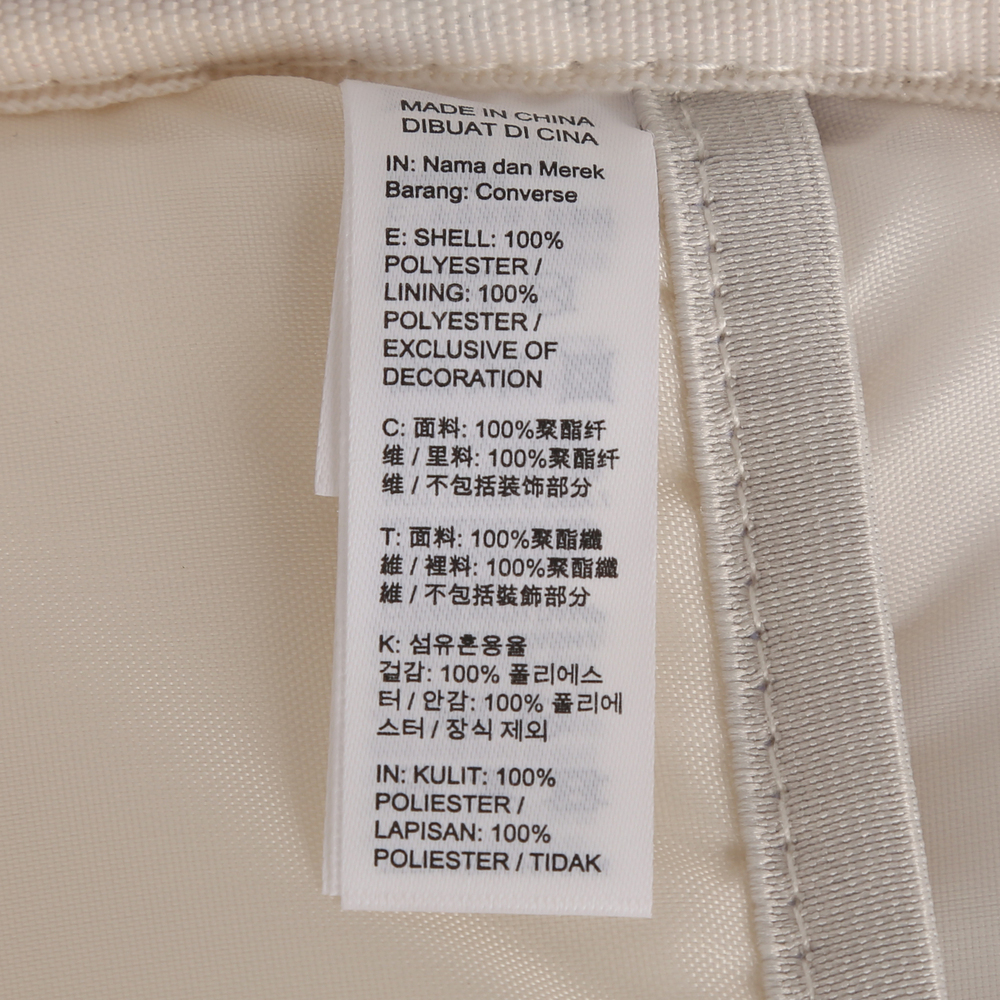 MADE IN CHINA
DIBUAT DI CINA
IN: Nama dan Merek
Barang: Converse
E: SHELL: 100%
POLYESTER /
LINING: 100%
POLYESTER /
EXCLUSIVE OF
DECORATION
C: 面料: 100%聚酯纤
维 / 里料: 100%聚酯纤
维 / 不包括装饰部分
T: 面料: 100%聚酯纖
維 / 裡料: 100%聚酯纖
維 / 不包括裝飾部分
K: 섬유혼용율
겉감: 100% 폴리에스
터 / 안감: 100% 폴리에
스터 / 장식 제외
IN: KULIT: 100%
POLIESTER /
LAPISAN: 100%
POLIESTER / TIDAK